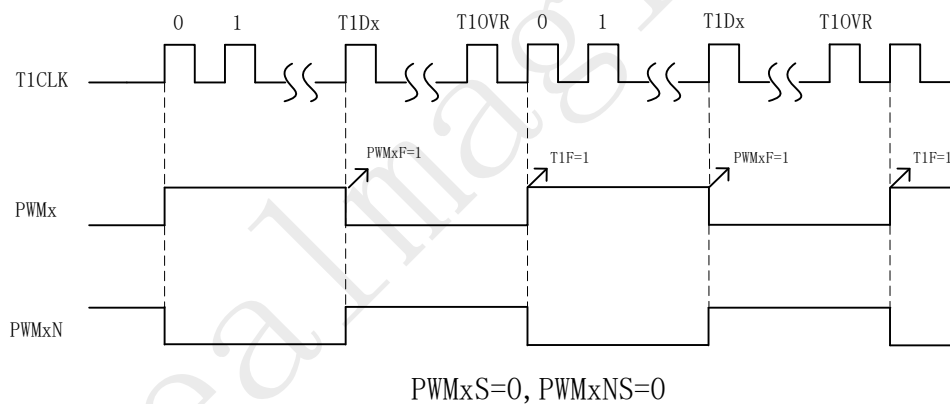 0 1 T1Dx T1OVR 0 1 T1Dx T1OVR
T1CLK
PWMxF=1 T1F=1 PWMxF=1 T1F=1
PWMx
PWMxN
PWMxS=0, PWMxNS=0